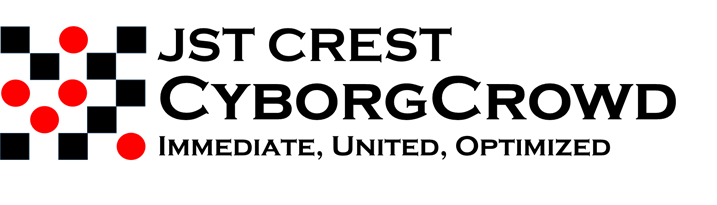 JST CREST
CYBORGCROWD
IMMEDIATE, UNITED, OPTIMIZED